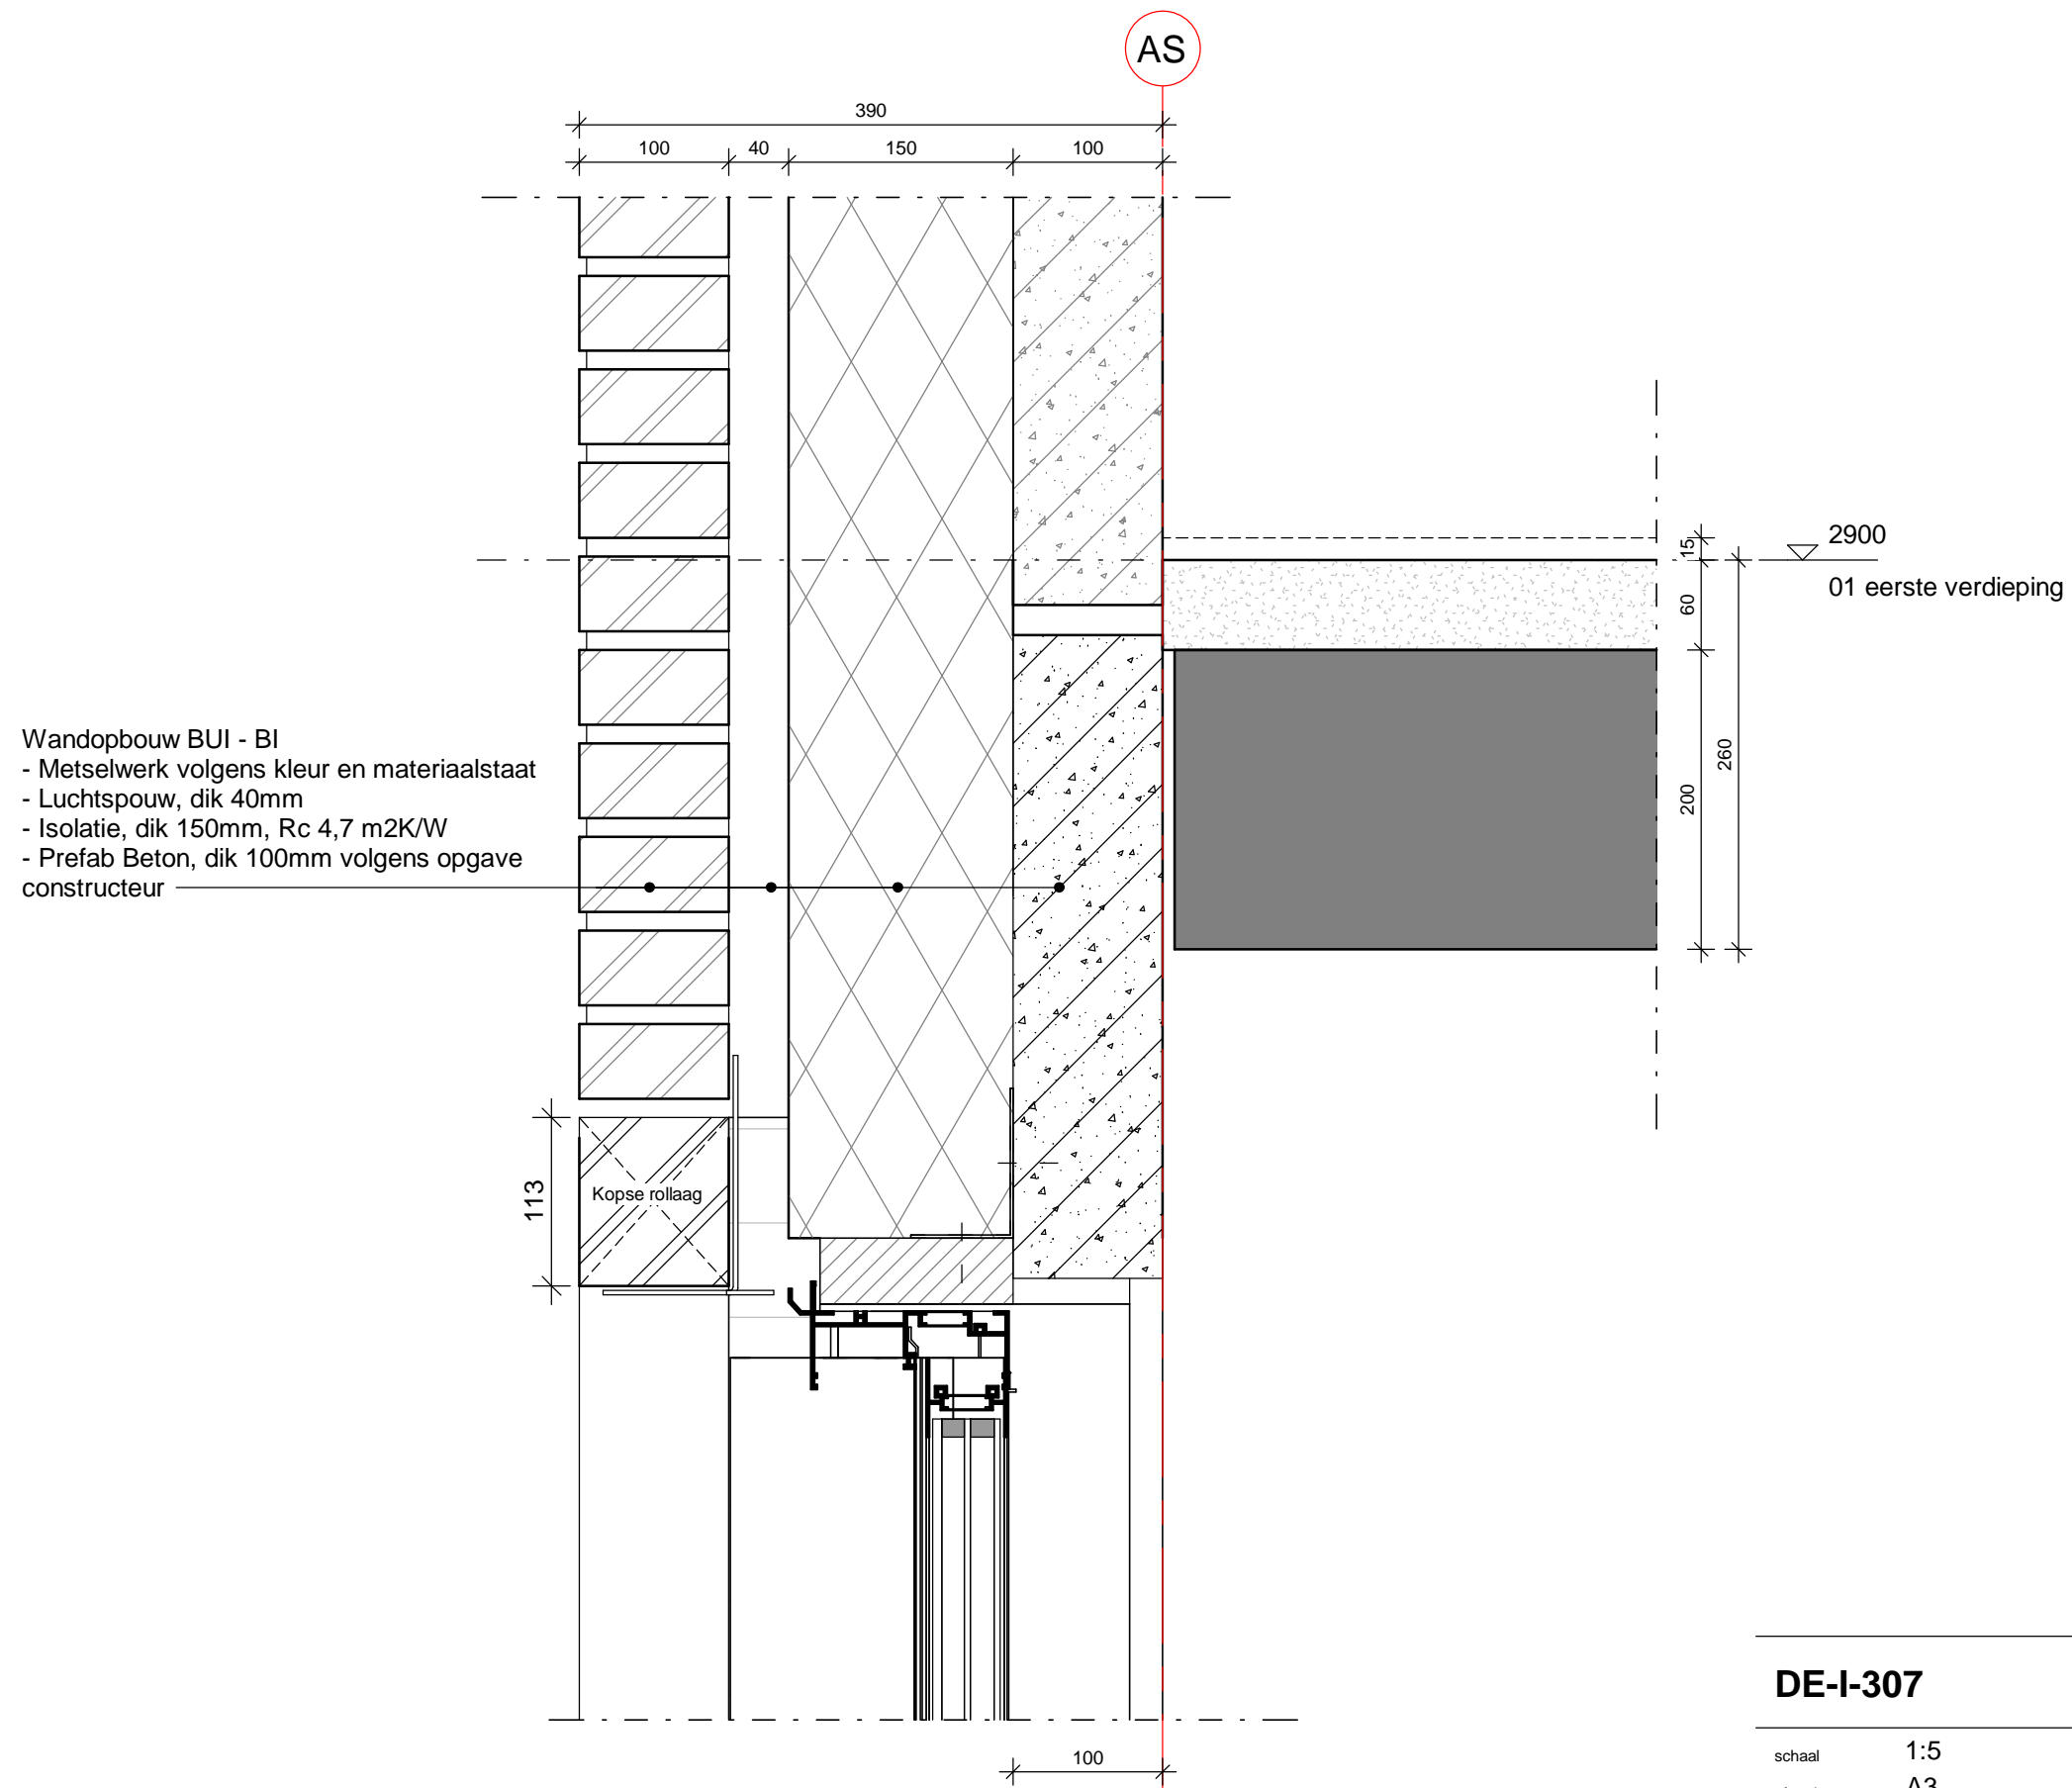 AS
390
100
40
150
100
2900
01 eerste verdieping
15
60
200
260
Wandopbouw BUI - BI
- Metselwerk volgens kleur en materiaalstaat
- Luchtspouw, dik 40mm
- Isolatie, dik 150mm, Rc 4,7 m2K/W
- Prefab Beton, dik 100mm volgens opgave
constructeur
113
Kopse rollaag
DE-I-307
schaal 1:5
A3
100